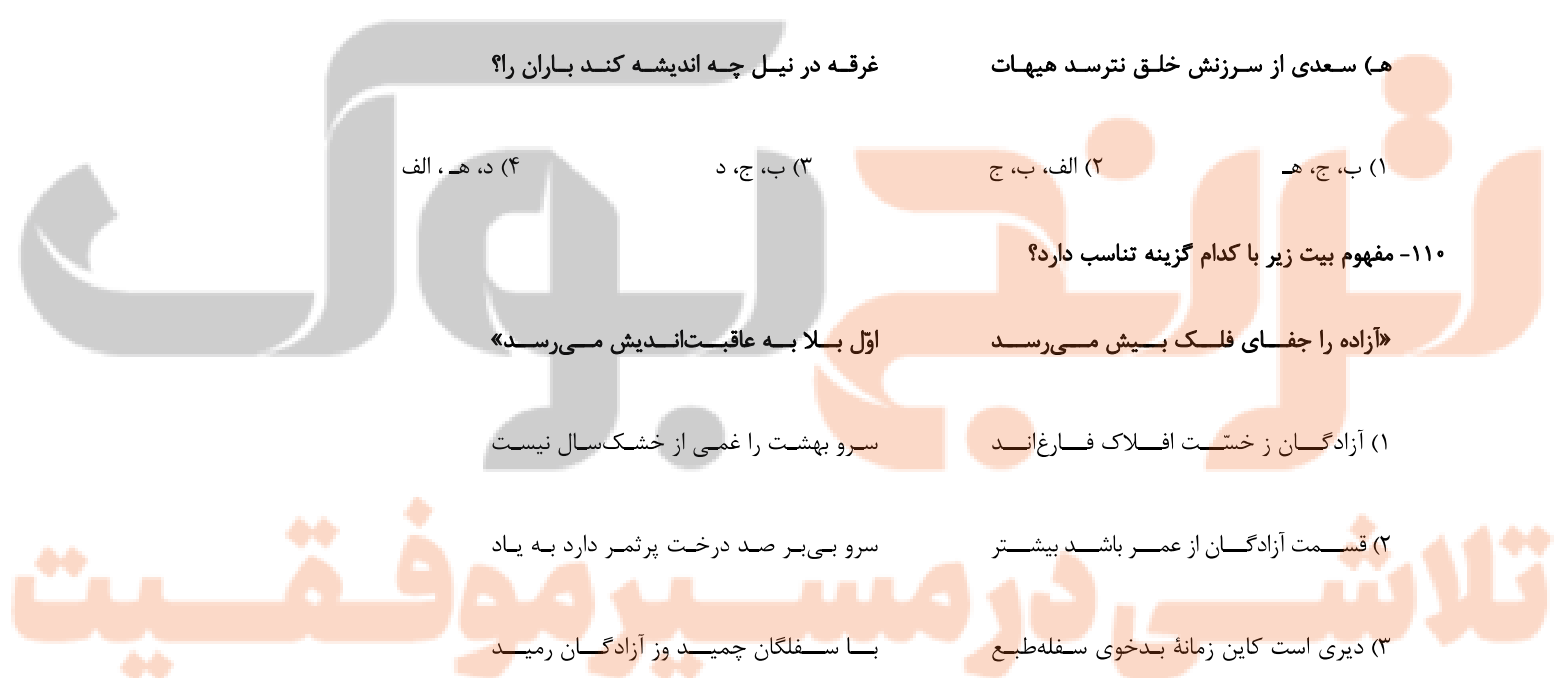 هـ) سعدی از سرزنش خلق نترسد هیهات غرقه در نیل چه اندیشه کند باران را؟
۱) ب، ج، هـ ۲) الف، ب، ج ۳) ب، ج، د ۴) د، هـ ، الف
۱۱۰- مفهوم بیت زیر با کدام گزینه تناسب دارد؟
«آزاده را جفای فلک بیش می‌رسد اوّل بلا به عاقبت‌اندیش می‌رسد»
۱) آزادگان ز خسّت افلاک فارغ‌اند سرو بهشت را غمی از خشک‌سال نیست
۲) قسمت آزادگان از عمر باشد بیشتر سرو بی‌بر صد درخت پرثمر دارد به یاد
۳) دیری است کاین زمانهٔ بدخوی سفله‌طبع با سفلگان چمید وز آزادگان رمید
ترنج بوک
تلاشی در مسیر موفقیت